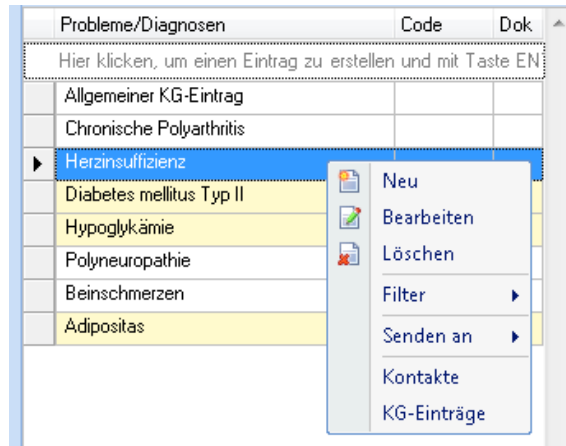 Probleme/Diagnosen Code Dok
Hier klicken, um einen Eintrag zu erstellen und mit Taste EN
Allgemeiner KG-Eintrag
Chronische Polyarthritis
Herzinsuffizienz
Diabetes mellitus Typ II
Hypoglykämie
Polyneuropathie
Beinschmerzen
Adipositas
Neu
Bearbeiten
Löschen
Filter
Senden an
Kontakte
KG-Einträge